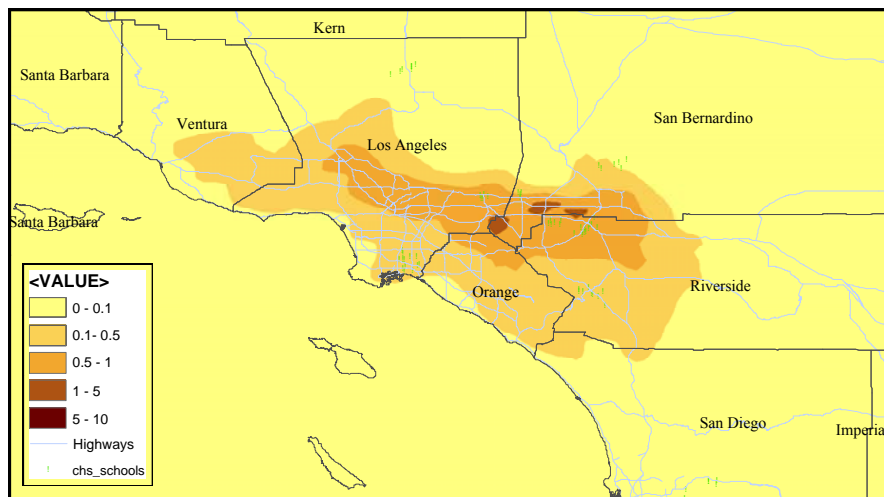 Kern
Santa Barbara
Ventura
Los Angeles
San Bernardino
Santa Barbara
Orange
Riverside
San Diego
Imperia
<VALUE>
0 - 0.1
0.1- 0.5
0.5 - 1
1 - 5
5 - 10
Highways
chs_schools